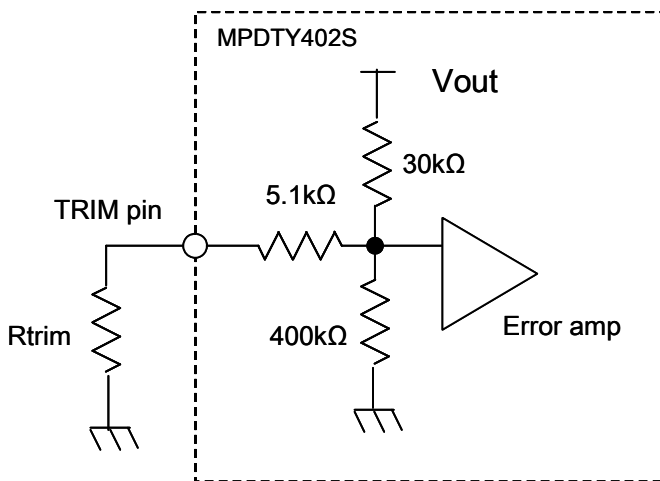 MPDTY402S
Vout
30kΩ
5.1kΩ
TRIM pin
Rtrim
400kΩ
Error amp